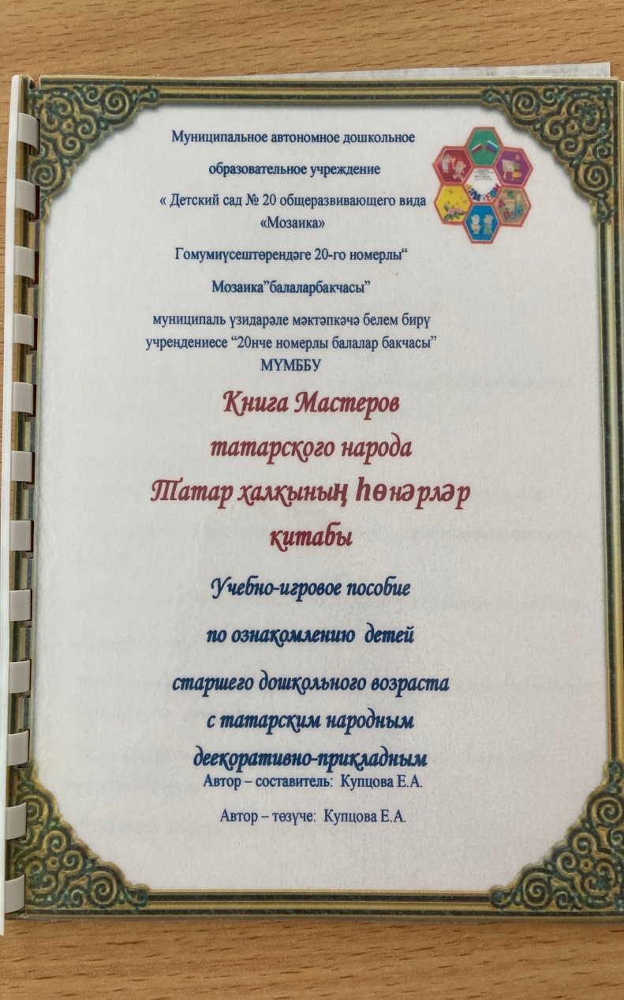 Муниципальное автономное дошкольное
образовательное учреждение
« Детский сад № 20 общеразвивающего вида
«Мозаика»
Гомумиүсештөрендәге 20-го номерлы“
Мозаика”балаларбакчасы”
муниципаль үзидарәле мәктәпкәчә белем бирү
учреңдениесе “20нче номерлы балалар бакчасы”
МҮМББУ
Книга Мастеров
татарского народа
Татар халкының һөнәрләр
китабы
Учебно-игровое пособие
по ознакомлению детей
старшего дошкольного возраста
с татарским народным
деекоративно-прикладным
Автор – составитель: Купцова Е.А.
Автор – төзүче: Купцова Е.А.